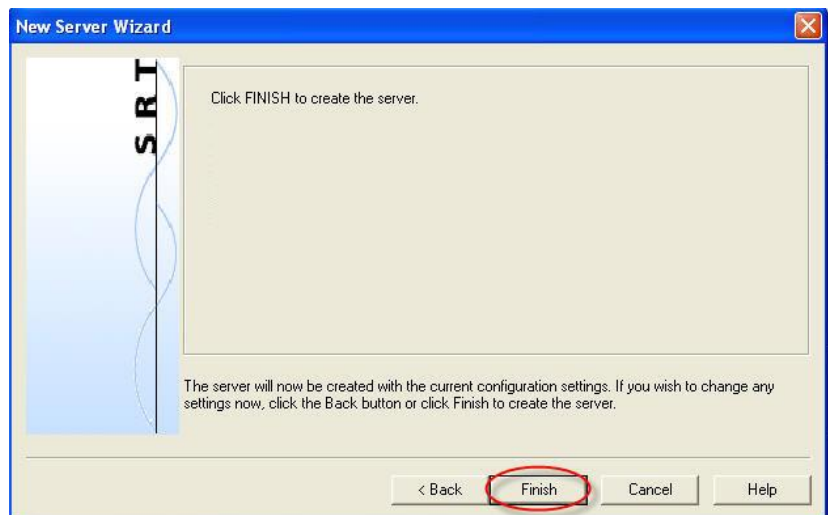 New Server Wizard
SRT
Click FINISH to create the server.
The server will now be created with the current configuration settings. If you wish to change any
settings now, click the Back button or click Finish to create the server.
< Back
Finish
Cancel
Help